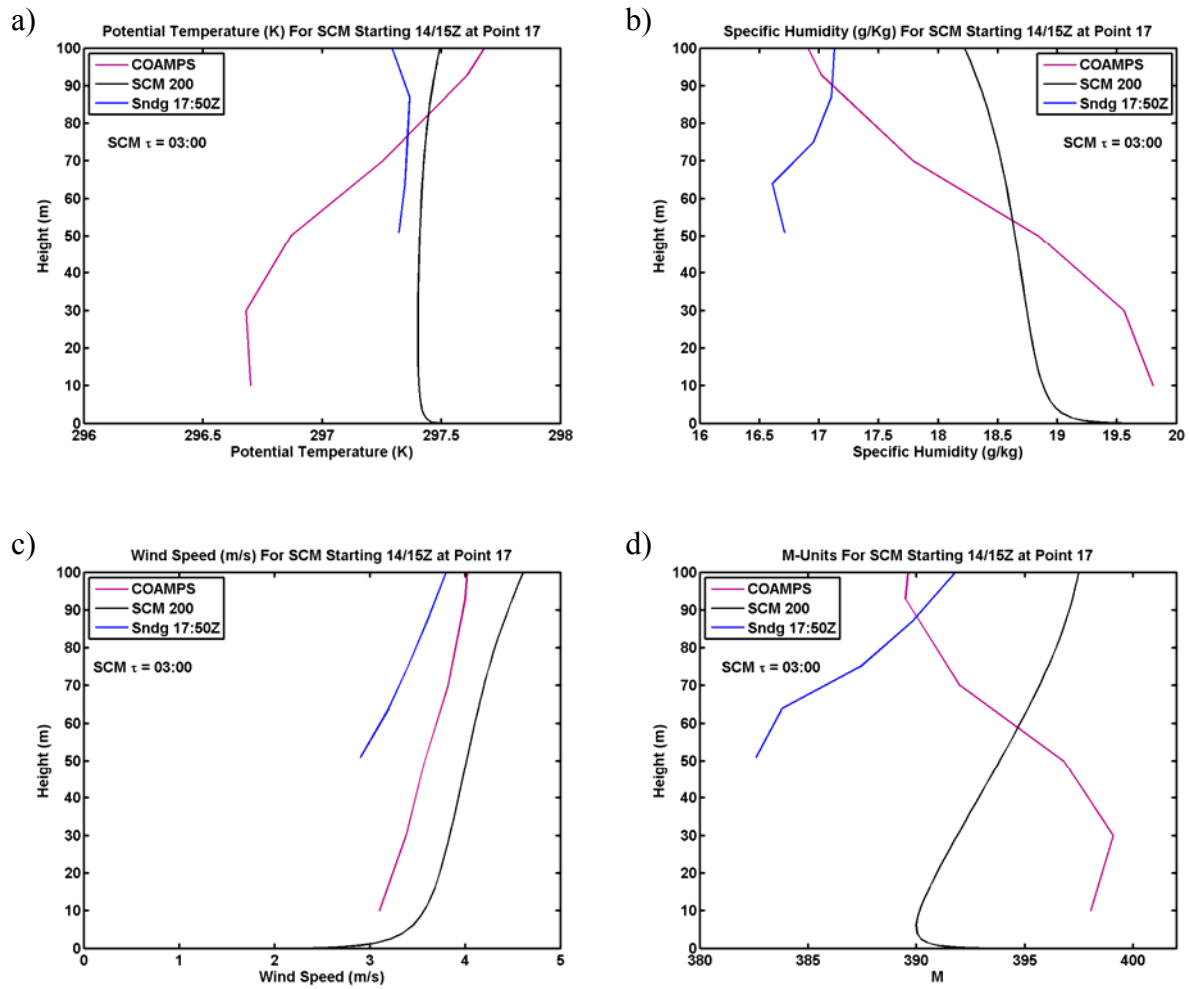 a)
Potential Temperature (K) For SCM Starting 14/15Z at Point 17
COAMPS
SCM 200
Sndg 17:50Z
SCM τ = 03:00
Height (m)
100
90
80
70
60
50
40
30
20
10
0
296
296.5
297
297.5
298
Potential Temperature (K)
b)
Specific Humidity (g/Kg) For SCM Starting 14/15Z at Point 17
COAMPS
SCM 200
Sndg 17:50Z
SCM τ = 03:00
Height (m)
100
90
80
70
60
50
40
30
20
10
0
16
16.5
17
17.5
18
18.5
19
19.5
20
Specific Humidity (g/kg)
c)
Wind Speed (m/s) For SCM Starting 14/15Z at Point 17
COAMPS
SCM 200
Sndg 17:50Z
SCM τ = 03:00
Height (m)
100
90
80
70
60
50
40
30
20
10
0
0
1
2
3
4
5
Wind Speed (m/s)
d)
M-Units For SCM Starting 14/15Z at Point 17
COAMPS
SCM 200
Sndg 17:50Z
SCM τ = 03:00
Height (m)
100
90
80
70
60
50
40
30
20
10
0
380
385
390
395
400
M